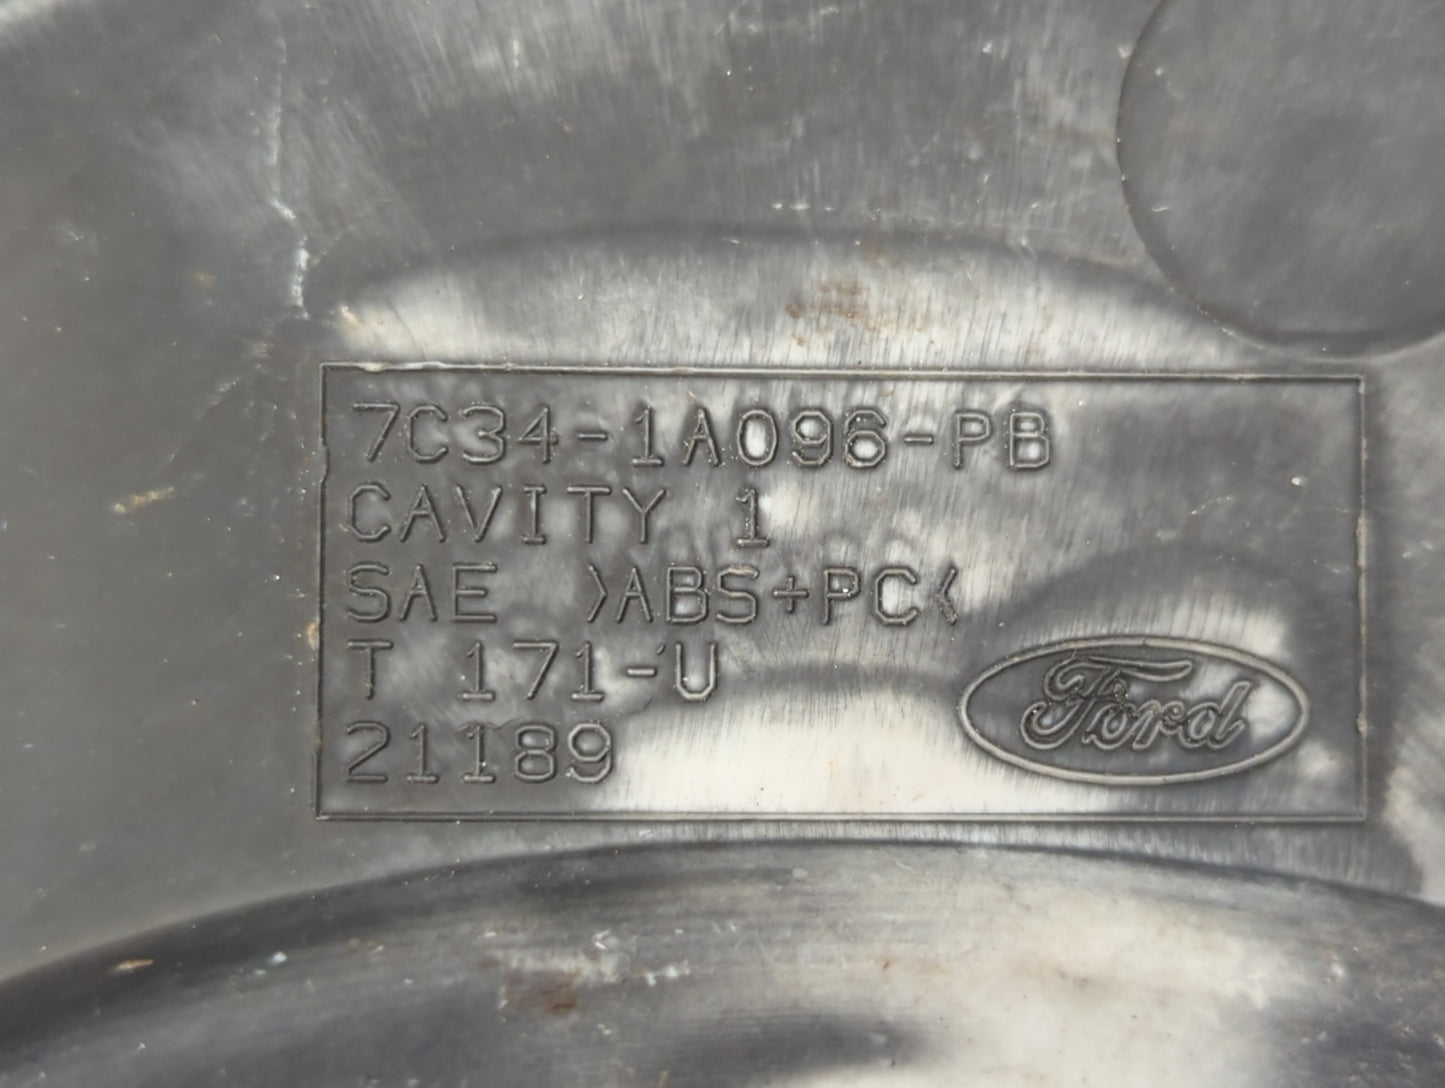 7C34-1A096-PB
CAVITY 1
SAE >ABS+PC<
T 171-U
21189
Ford